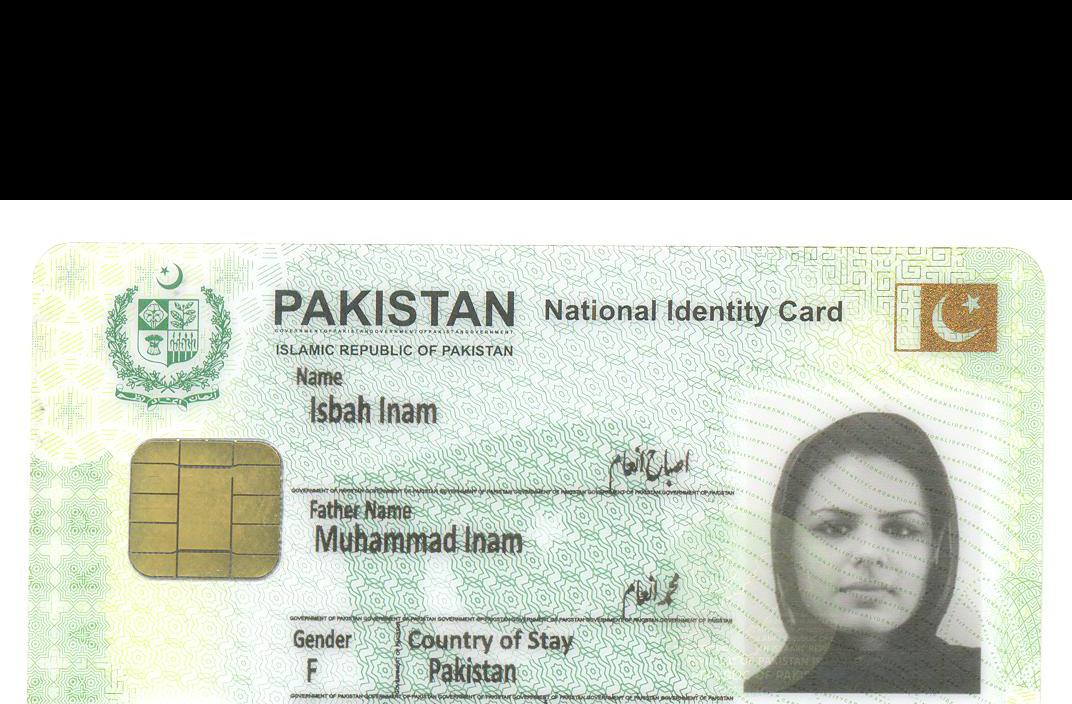 PAKISTAN National Identity Card
ISLAMIC REPUBLIC OF PAKISTAN
Name
Isbah Inam
اصباح انعام
Father Name
Muhammad Inam
محمد انعام
Gender Country of Stay
F Pakistan